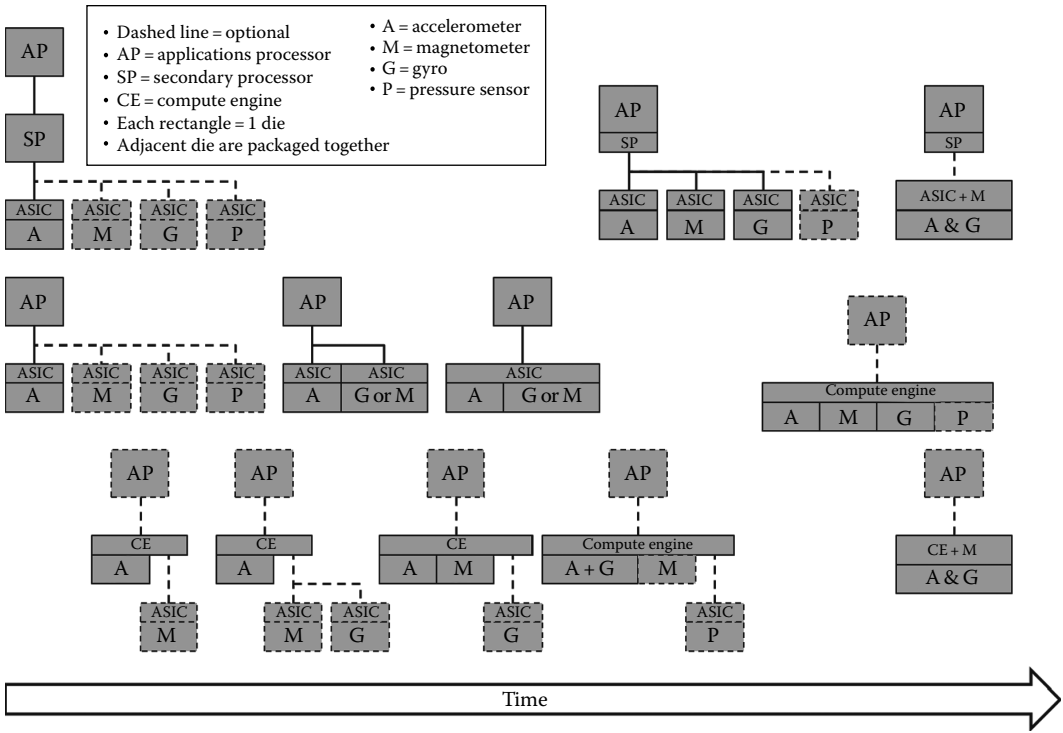 • Dashed line = optional
• AP = applications processor
• SP = secondary processor
• CE = compute engine
• Each rectangle = 1 die
• Adjacent die are packaged together
• A = accelerometer
• M = magnetometer
• G = gyro
• P = pressure sensor
AP
SP
ASIC ASIC ASIC ASIC
A M G P
AP
SP
ASIC ASIC ASIC ASIC
A M G P
AP
SP
ASIC + M
A & G
AP
ASIC ASIC ASIC ASIC
A M G P
AP
ASIC ASIC
A G or M
AP
ASIC
A G or M
AP
Compute engine
A M G P
AP
CE
A
ASIC
M
AP
CE
A
ASIC ASIC
M G
AP
CE
A M
ASIC
G
AP
Compute engine
A + G M
ASIC
P
AP
CE + M
A & G
Time